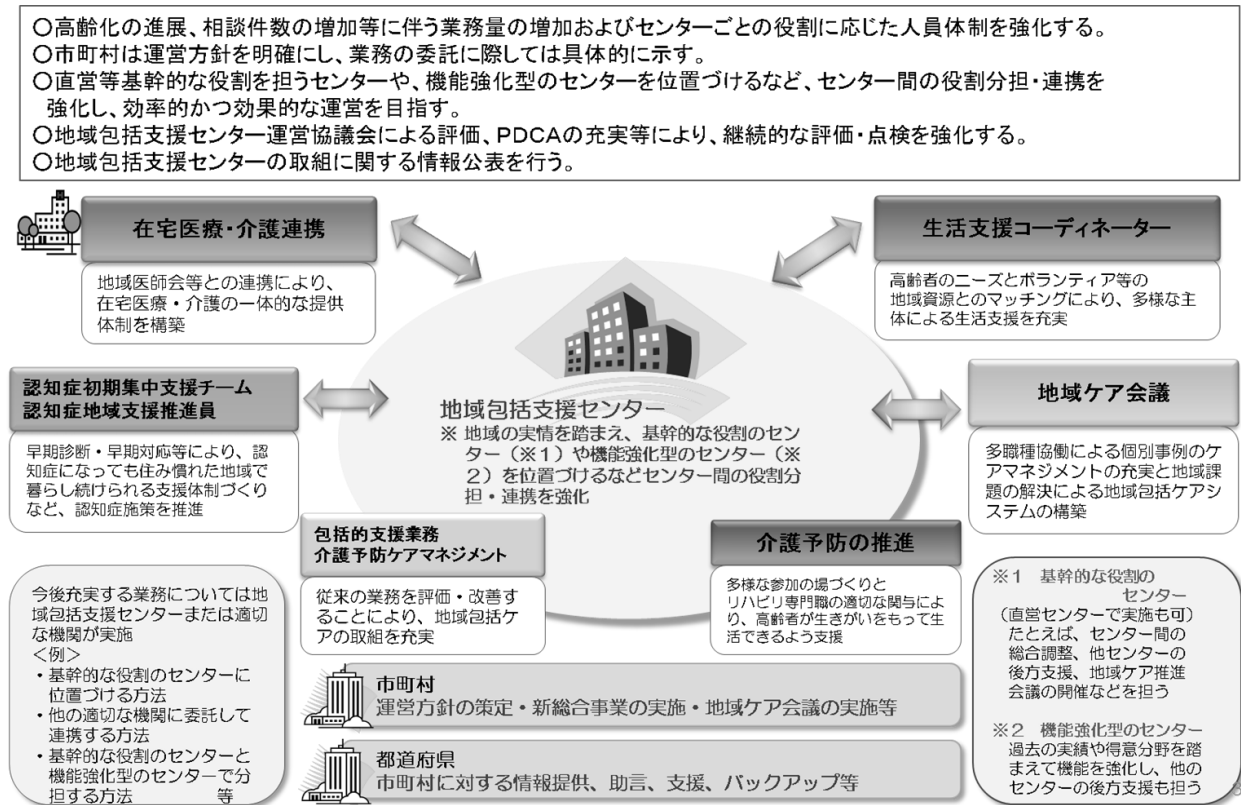 ○高齢化の進展、相談件数の増加等に伴う業務量の増加およびセンターごとの役割に応じた人員体制を強化する。
○市町村は運営方針を明確にし、業務の委託に際しては具体的に示す。
○直営等基幹的な役割を担うセンターや、機能強化型のセンターを位置づけるなど、センター間の役割分担・連携を
強化し、効率的かつ効果的な運営を目指す。
○地域包括支援センター運営協議会による評価、PDCAの充実等により、継続的な評価・点検を強化する。
○地域包括支援センターの取組に関する情報公表を行う。
在宅医療・介護連携
地域医師会等との連携により、
在宅医療・介護の一体的な提供
体制を構築
生活支援コーディネーター
高齢者のニーズとボランティア等の
地域資源とのマッチングにより、多様な主
体による生活支援を充実
認知症初期集中支援チーム
認知症地域支援推進員
早期診断・早期対応等により、認
知症になっても住み慣れた地域で
暮らし続けられる支援体制づくり
など、認知症施策を推進
地域包括支援センター
※ 地域の実情を踏まえ、基幹的な役割のセン
ター（※１）や機能強化型のセンター（※
２）を位置づけるなどセンター間の役割分
担・連携を強化
地域ケア会議
多職種協働による個別事例のケ
アマネジメントの充実と地域課
題の解決による地域包括ケアシ
ステムの構築
包括的支援業務
介護予防ケアマネジメント
従来の業務を評価・改善す
ることにより、地域包括ケ
アの取組を充実
介護予防の推進
多様な参加の場づくりと
リハビリ専門職の適切な関与によ
り、高齢者が生きがいをもって生
活できるよう支援
今後充実する業務については地
域包括支援センターまたは適切
な機関が実施
＜例＞
・基幹的な役割のセンターに
位置づける方法
・他の適切な機関に委託して
連携する方法
・基幹的な役割のセンターと
機能強化型のセンターで分
担する方法 等
市町村
運営方針の策定・新総合事業の実施・地域ケア会議の実施等
都道府県
市町村に対する情報提供、助言、支援、バックアップ等
※１ 基幹的な役割の
センター
（直営センターで実施も可）
たとえば、センター間の
総合調整、他センターの
後方支援、地域ケア推進
会議の開催などを担う
※２ 機能強化型のセンター
過去の実績や得意分野を踏
まえて機能を強化し、他の
センターの後方支援も担う